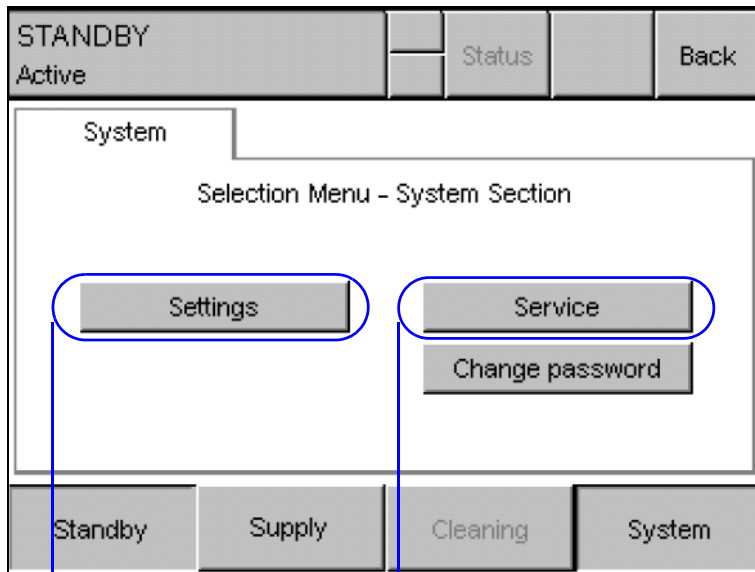 STANDBY
Active
Status
Back
System
Selection Menu - System Section
Settings
Service
Change password
Standby
Supply
Cleaning
System